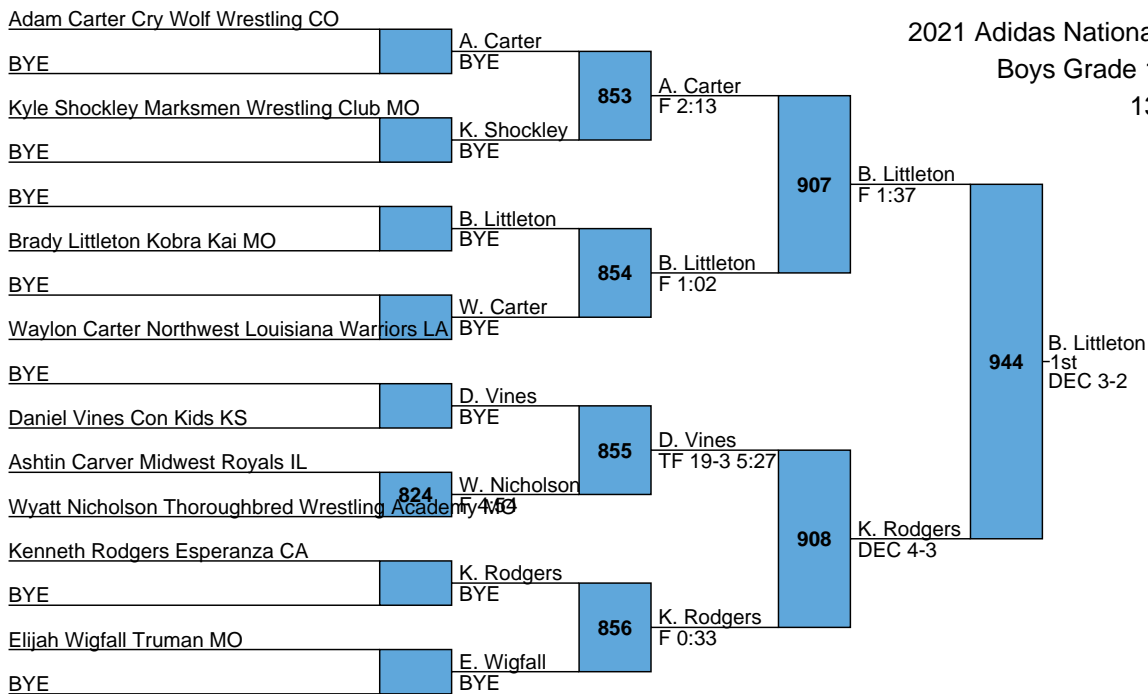 2021 Adidas Nationa
Boys Grade
13
Adam Carter Cry Wolf Wrestling CO
BYE
Kyle Shockley Marksmen Wrestling Club MO
BYE
BYE
Brady Littleton Kobra Kai MO
BYE
Waylon Carter Northwest Louisiana Warriors LA
BYE
Daniel Vines Con Kids KS
Ashtin Carver Midwest Royals IL
Wyatt Nicholson Thoroughbred Wrestling Academy MO
Kenneth Rodgers Esperanza CA
BYE
Elijah Wigfall Truman MO
BYE
824
A. Carter
BYE
K. Shockley
BYE
B. Littleton
BYE
W. Carter
BYE
D. Vines
BYE
W. Nicholson
F 4:54
K. Rodgers
BYE
E. Wigfall
BYE
853
854
855
856
A. Carter
F 2:13
B. Littleton
F 1:02
D. Vines
TF 19-3 5:27
K. Rodgers
F 0:33
907
908
B. Littleton
F 1:37
K. Rodgers
DEC 4-3
944
B. Littleton
1st
DEC 3-2